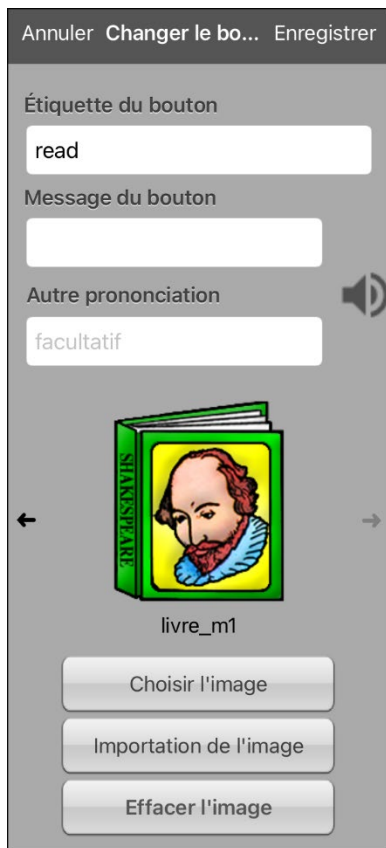 Annuler Changer le bo... Enregistrer
Étiquette du bouton
read
Message du bouton
Autre prononciation
facultatif
SHAKESPEARE
livre_m1
Choisir l'image
Importation de l'image
Effacer l'image